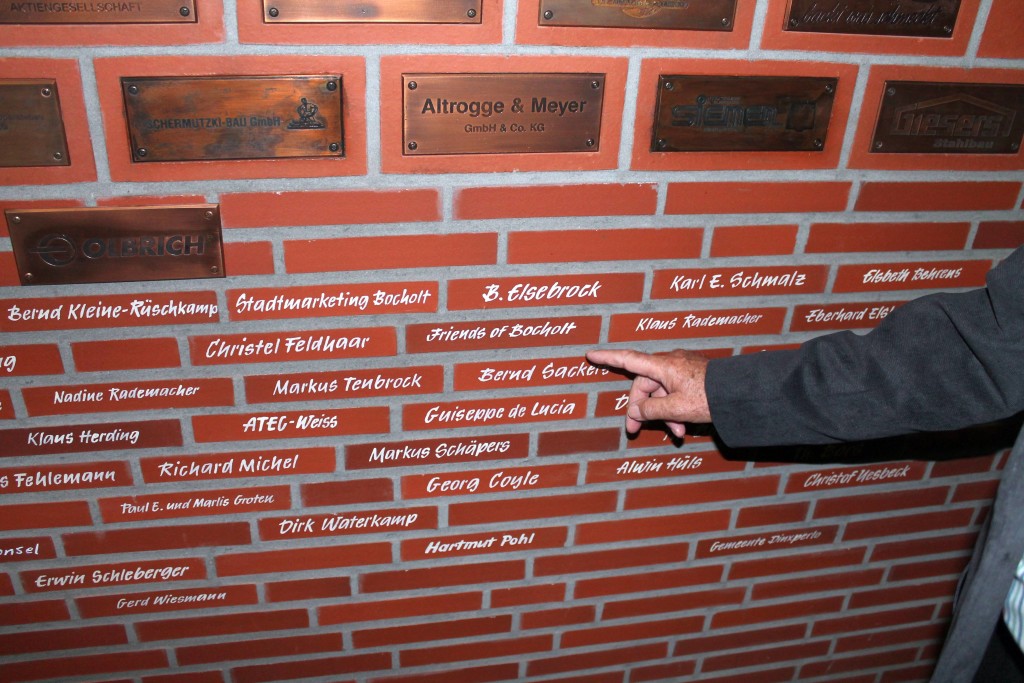 AKTIENGESELLSCHAFT
SCHERMUTZKI-BAU GmbH
Altrogge & Meyer
GmbH & Co. KG
Stahlbau
OLBRICH
Bernd Kleine-Rüschkamp
Stadtmarketing Bocholt
B. Elsebrock
Karl E. Schmalz
Elsbeth Behrens
Christel Feldhaar
Friends of Bocholt
Klaus Rademacher
Eberhard
Nadine Rademacher
Markus Tenbrock
Bernd Sackers
Klaus Herding
ATEC-Weiss
Guiseppe de Lucia
Fehlemann
Richard Michel
Markus Schäpers
Georg Coyle
Alwin Hüls
Christof Nesbeck
Paul E. und Marlis Groten
Dirk Waterkamp
Hartmut Pohl
Gemeente Dinxperlo
Erwin Schleberger
Gerd Wiesmann